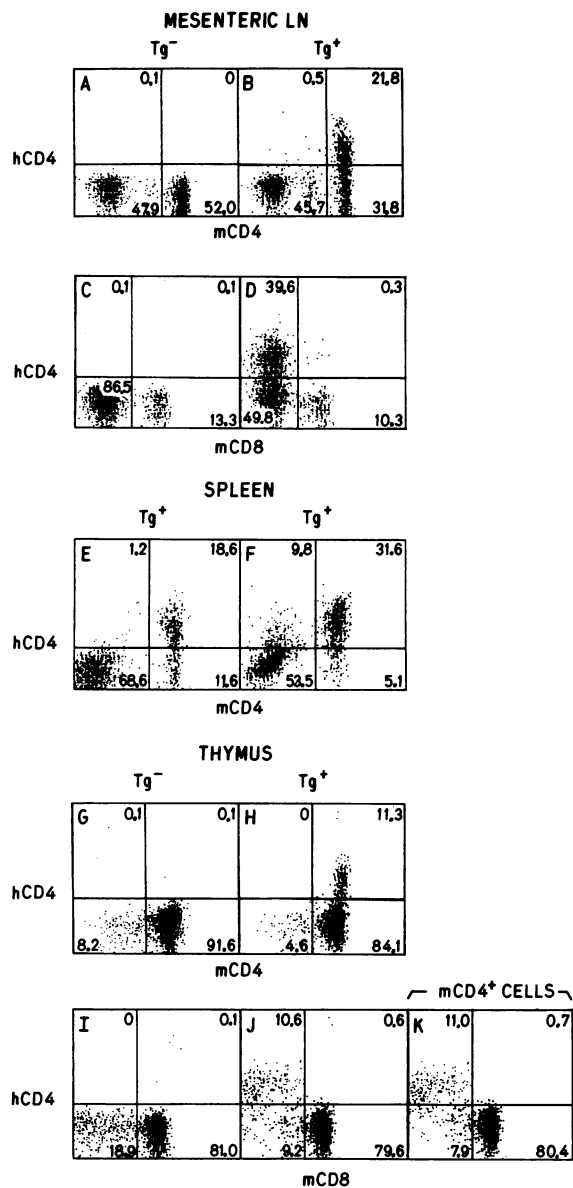 MESENTERIC LN
Tg⁻ Tg⁺
A 0.1 0 B 0.5 21.8
hCD4
47.9 52.0 45.7 31.8
mCD4
C 0.1 0.1 D 39.6 0.3
hCD4
86.5 13.3 49.8 10.3
mCD8
SPLEEN
Tg⁺ Tg⁺
E 1.2 18.6 F 9.8 31.6
hCD4
68.6 11.6 53.5 5.1
mCD4
THYMUS
Tg⁻ Tg⁺
G 0.1 0.1 H 0 11.3
hCD4
8.2 91.6 4.6 84.1
mCD4
mCD4⁺ CELLS
I 0 0.1 J 10.6 0.6 K 11.0 0.7
hCD4
18.9 81.0 9.2 79.6 7.9 80.4
mCD8